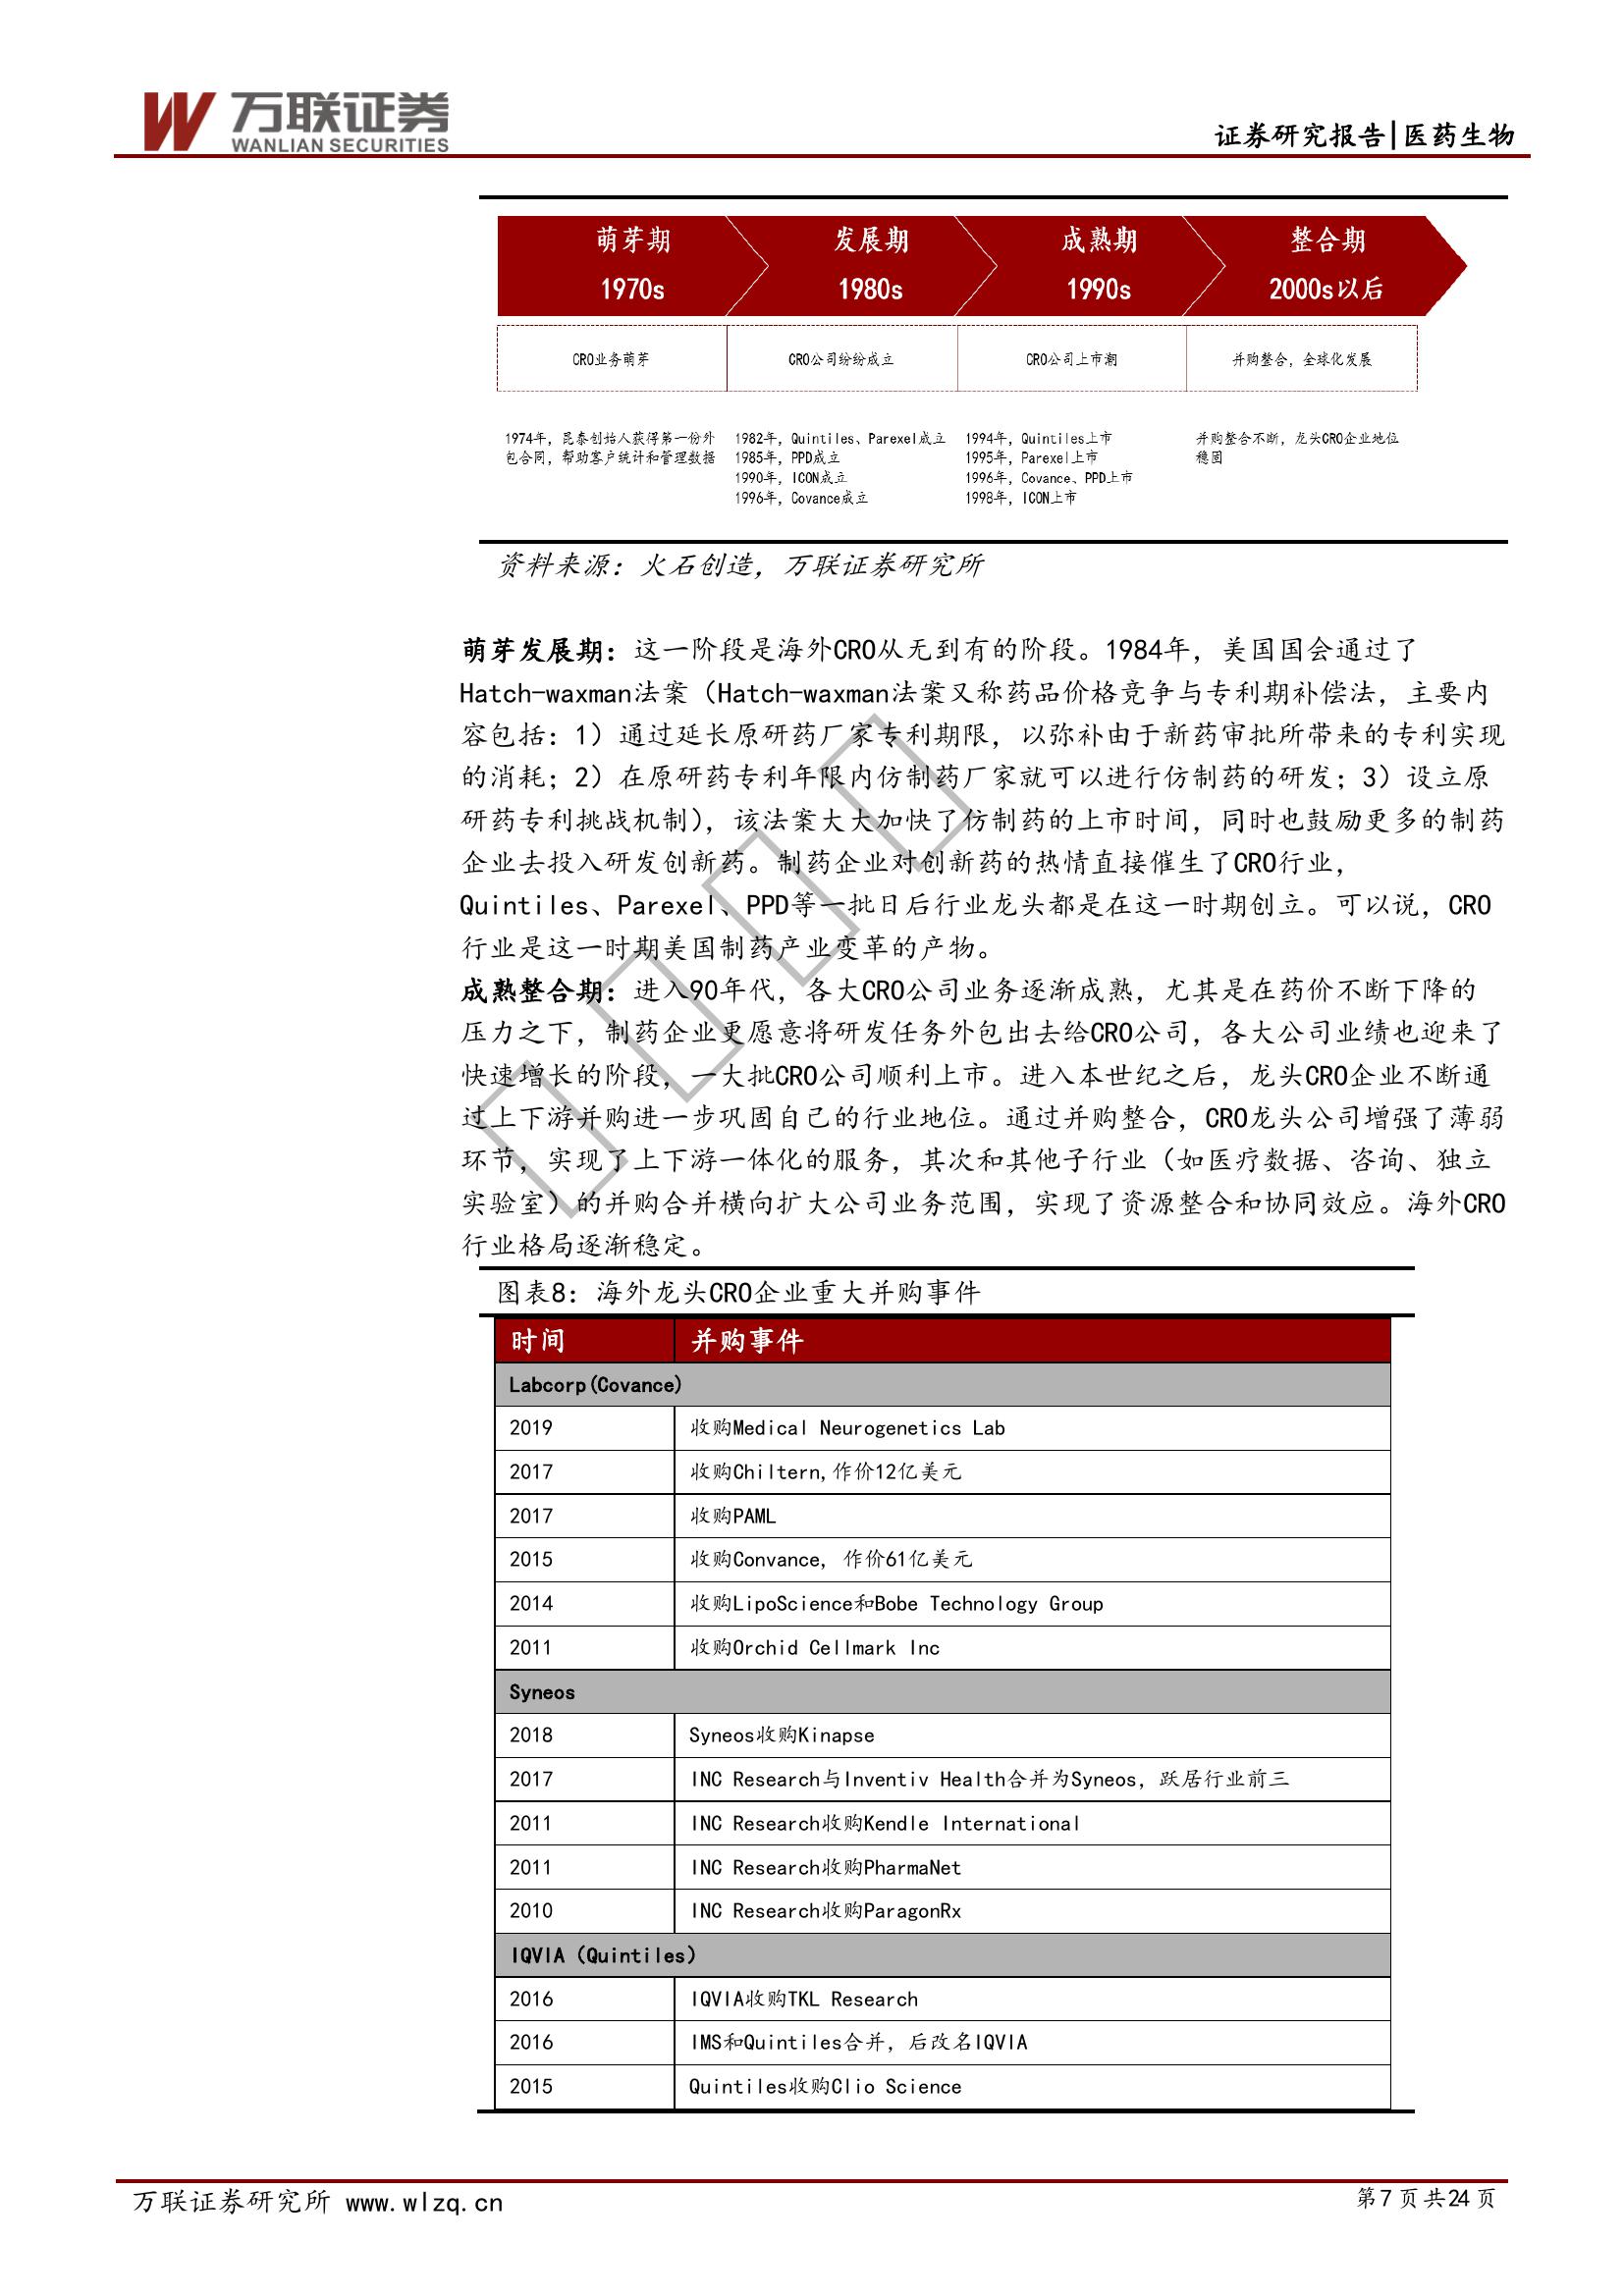 万联证券
WANLIAN SECURITIES
证券研究报告|医药生物
萌芽期
1970s
发展期
1980s
成熟期
1990s
整合期
2000s以后
CRO业务萌芽
CRO公司纷纷成立
CRO公司上市潮
并购整合，全球化发展
1974年，昆泰创始人获得第一份外
包合同，帮助客户统计和管理数据
1982年，Quintiles、Parexel成立
1985年，PPD成立
1990年，ICON成立
1996年，Covance成立
1994年，Quintiles上市
1995年，Parexel上市
1996年，Covance、PPD上市
1998年，ICON上市
并购整合不断，龙头CRO企业地位
稳固
资料来源：火石创造，万联证券研究所
萌芽发展期：这一阶段是海外CRO从无到有的阶段。1984年，美国国会通过了
Hatch-waxman法案（Hatch-waxman法案又称药品价格竞争与专利期补偿法，主要内
容包括：1）通过延长原研药厂家专利期限，以弥补由于新药审批所带来的专利实现
的消耗；2）在原研药专利年限内仿制药厂家就可以进行仿制药的研发；3）设立原
研药专利挑战机制），该法案大大加快了仿制药的上市时间，同时也鼓励更多的制药
企业去投入研发创新药。制药企业对创新药的热情直接催生了CRO行业，
Quintiles、Parexel、PPD等一批日后行业龙头都是在这一时期创立。可以说，CRO
行业是这一时期美国制药产业变革的产物。
成熟整合期：进入90年代，各大CRO公司业务逐渐成熟，尤其是在药价不断下降的
压力之下，制药企业更愿意将研发任务外包出去给CRO公司，各大公司业绩也迎来了
快速增长的阶段，一大批CRO公司顺利上市。进入本世纪之后，龙头CRO企业不断通
过上下游并购进一步巩固自己的行业地位。通过并购整合，CRO龙头公司增强了薄弱
环节，实现了上下游一体化的服务，其次和其他子行业（如医疗数据、咨询、独立
实验室）的并购合并横向扩大公司业务范围，实现了资源整合和协同效应。海外CRO
行业格局逐渐稳定。
图表8：海外龙头CRO企业重大并购事件
时间 并购事件
Labcorp(Covance)
2019 收购Medical Neurogenetics Lab
2017 收购Chiltern,作价12亿美元
2017 收购PAML
2015 收购Convance, 作价61亿美元
2014 收购LipoScience和Bobe Technology Group
2011 收购Orchid Cellmark Inc
Syneos
2018 Syneos收购Kinapse
2017 INC Research与Inventiv Health合并为Syneos，跃居行业前三
2011 INC Research收购Kendle International
2011 INC Research收购PharmaNet
2010 INC Research收购ParagonRx
IQVIA（Quintiles）
2016 IQVIA收购TKL Research
2016 IMS和Quintiles合并，后改名IQVIA
2015 Quintiles收购Clio Science
万联证券研究所 www.wlzq.cn
第7页共24页